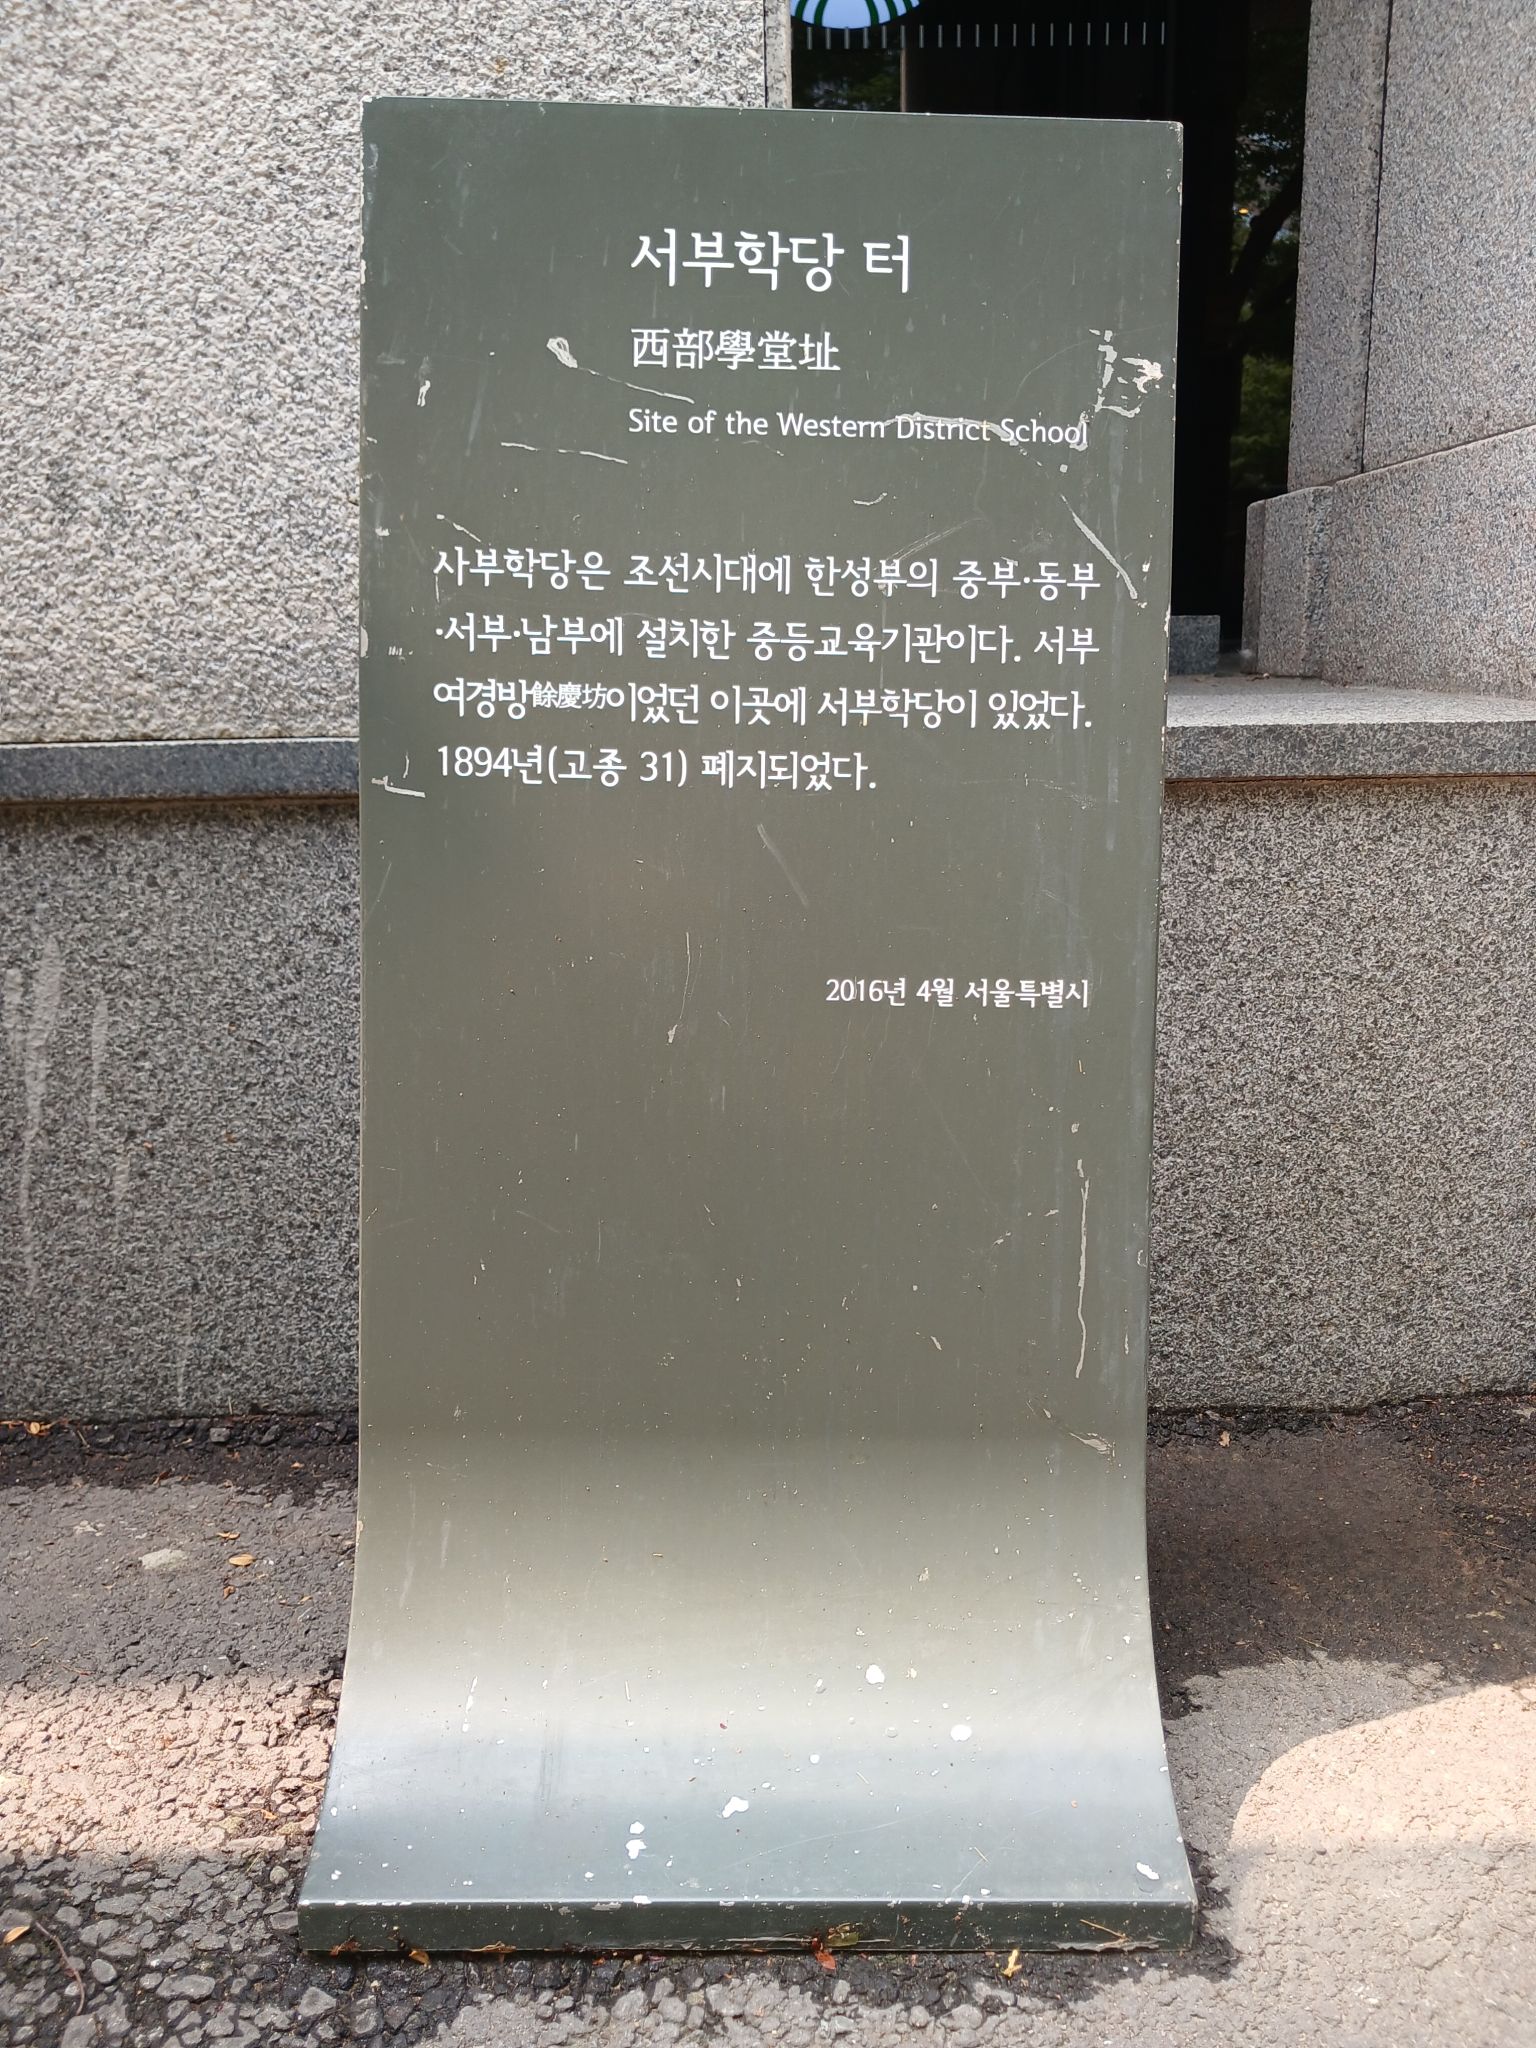 서부학당 터
西部學堂址
Site of the Western District School
사부학당은 조선시대에 한성부의 중부·동부
·서부·남부에 설치한 중등교육기관이다. 서부
여경방餘慶坊이었던 이곳에 서부학당이 있었다.
1894년(고종 31) 폐지되었다.
2016년 4월 서울특별시